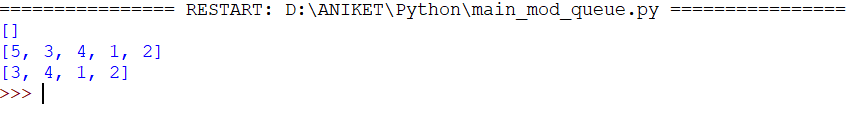 ================ RESTART: D:\ANIKET\Python\main_mod_queue.py ================
[]
[5, 3, 4, 1, 2]
[3, 4, 1, 2]
>>>